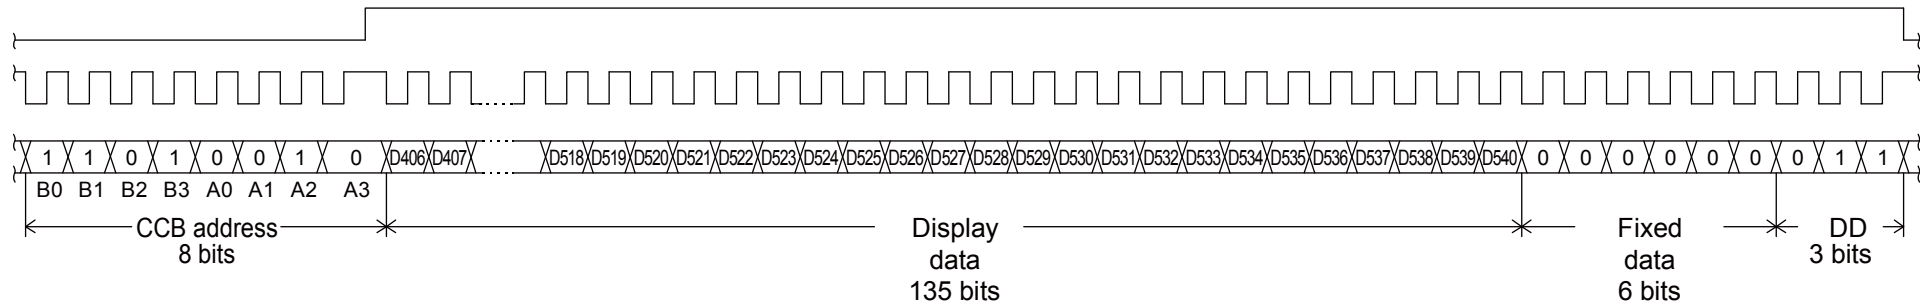 1 1 0 1 0 0 1 0 D406 D407 D518 D519 D520 D521 D522 D523 D524 D525 D526 D527 D528 D529 D530 D531 D532 D533 D534 D535 D536 D537 D538 D539 D540 0 0 0 0 0 0 0 1 1
B0 B1 B2 B3 A0 A1 A2 A3
CCB address
8 bits
Display
data
135 bits
Fixed
data
6 bits
DD
3 bits